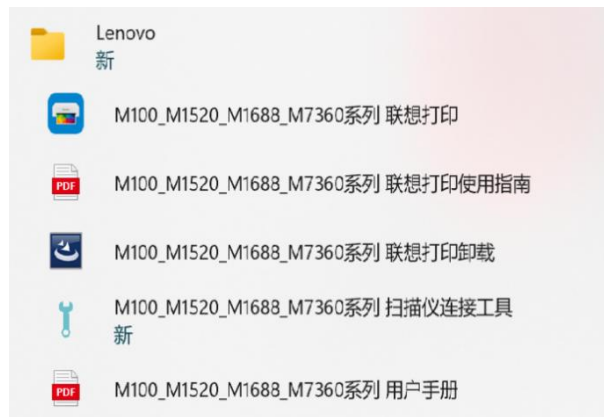 Lenovo
新
M100_M1520_M1688_M7360系列 联想打印
PDF
M100_M1520_M1688_M7360系列 联想打印使用指南
M100_M1520_M1688_M7360系列 联想打印卸载
M100_M1520_M1688_M7360系列 扫描仪连接工具
新
PDF
M100_M1520_M1688_M7360系列 用户手册